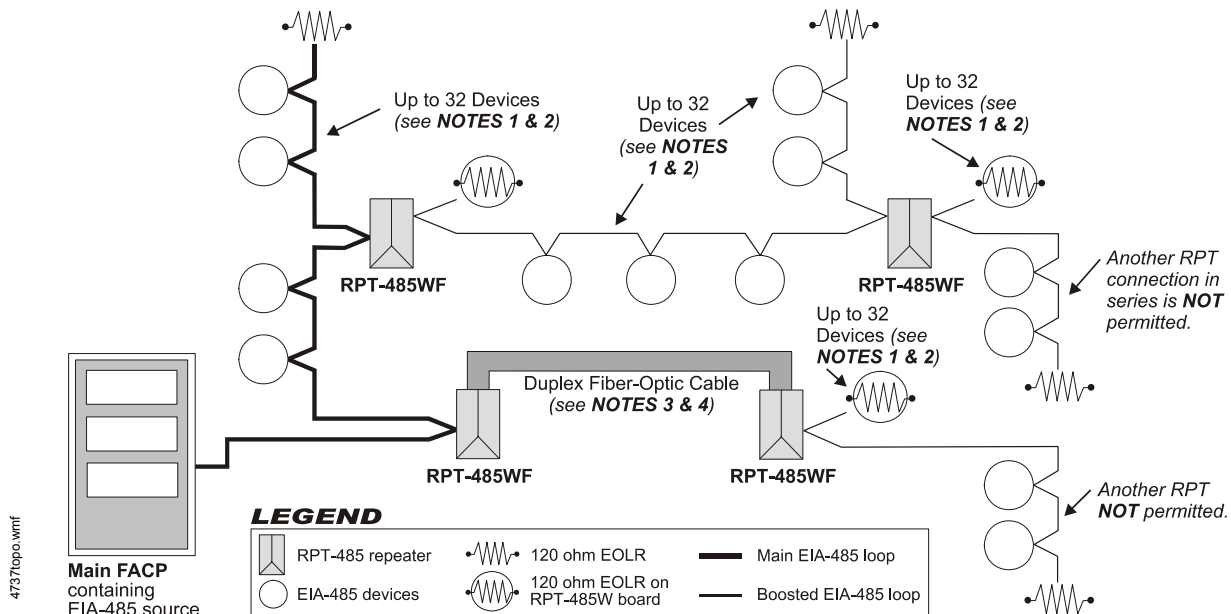 Up to 32 Devices
(see NOTES 1 & 2)
Up to 32
Devices
(see NOTES
1 & 2)
Up to 32
Devices (see
NOTES 1 & 2)
RPT-485WF
RPT-485WF
Another RPT
connection in
series is NOT
permitted.
Up to 32
Devices (see
NOTES 1 & 2)
Duplex Fiber-Optic Cable
(see NOTES 3 & 4)
RPT-485WF
RPT-485WF
Another RPT
NOT permitted.
Main FACP
containing
EIA-485 source
LEGEND
RPT-485 repeater
EIA-485 devices
120 ohm EOLR
120 ohm EOLR on
RPT-485W board
Main EIA-485 loop
Boosted EIA-485 loop
4737topo.wmf